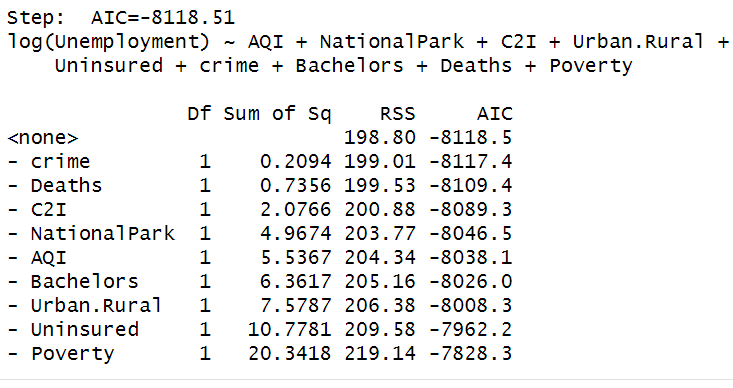 Step:  AIC=-8118.51
log(Unemployment) ~ AQI + NationalPark + C2I + Urban.Rural +
    Uninsured + crime + Bachelors + Deaths + Poverty

               Df Sum of Sq    RSS     AIC
<none>                      198.80 -8118.5
- crime         1    0.2094 199.01 -8117.4
- Deaths        1    0.7356 199.53 -8109.4
- C2I           1    2.0766 200.88 -8089.3
- NationalPark  1    4.9674 203.77 -8046.5
- AQI           1    5.5367 204.34 -8038.1
- Bachelors     1    6.3617 205.16 -8026.0
- Urban.Rural   1    7.5787 206.38 -8008.3
- Uninsured     1   10.7781 209.58 -7962.2
- Poverty       1   20.3418 219.14 -7828.3